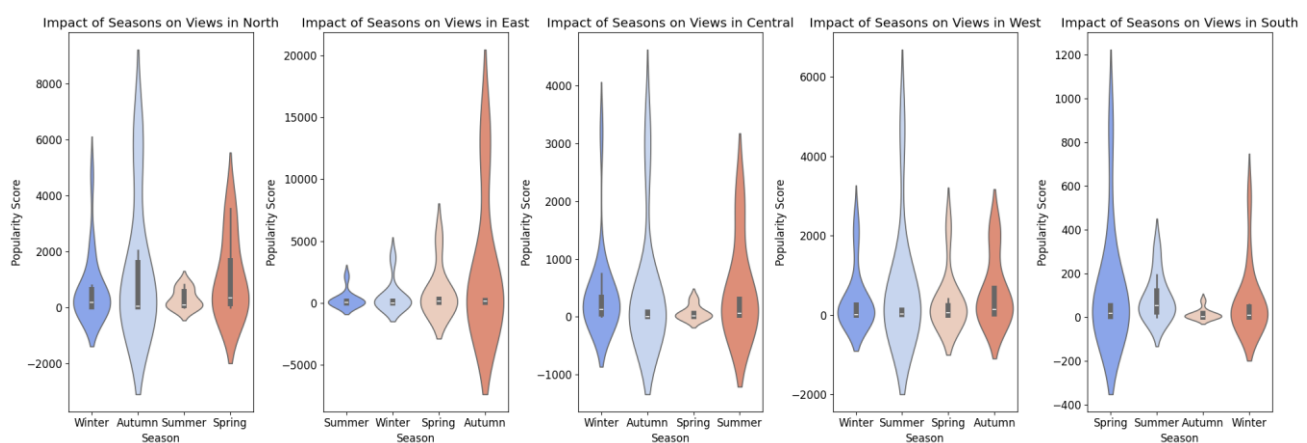 Impact of Seasons on Views in North
Popularity Score
8000
6000
4000
2000
0
−2000
Winter Autumn Summer Spring
Season
Impact of Seasons on Views in East
Popularity Score
20000
15000
10000
5000
0
−5000
Summer Winter Spring Autumn
Season
Impact of Seasons on Views in Central
Popularity Score
4000
3000
2000
1000
0
−1000
Winter Autumn Spring Summer
Season
Impact of Seasons on Views in West
Popularity Score
6000
4000
2000
0
−2000
Winter Summer Spring Autumn
Season
Impact of Seasons on Views in South
Popularity Score
1200
1000
800
600
400
200
0
−200
−400
Spring Summer Autumn Winter
Season